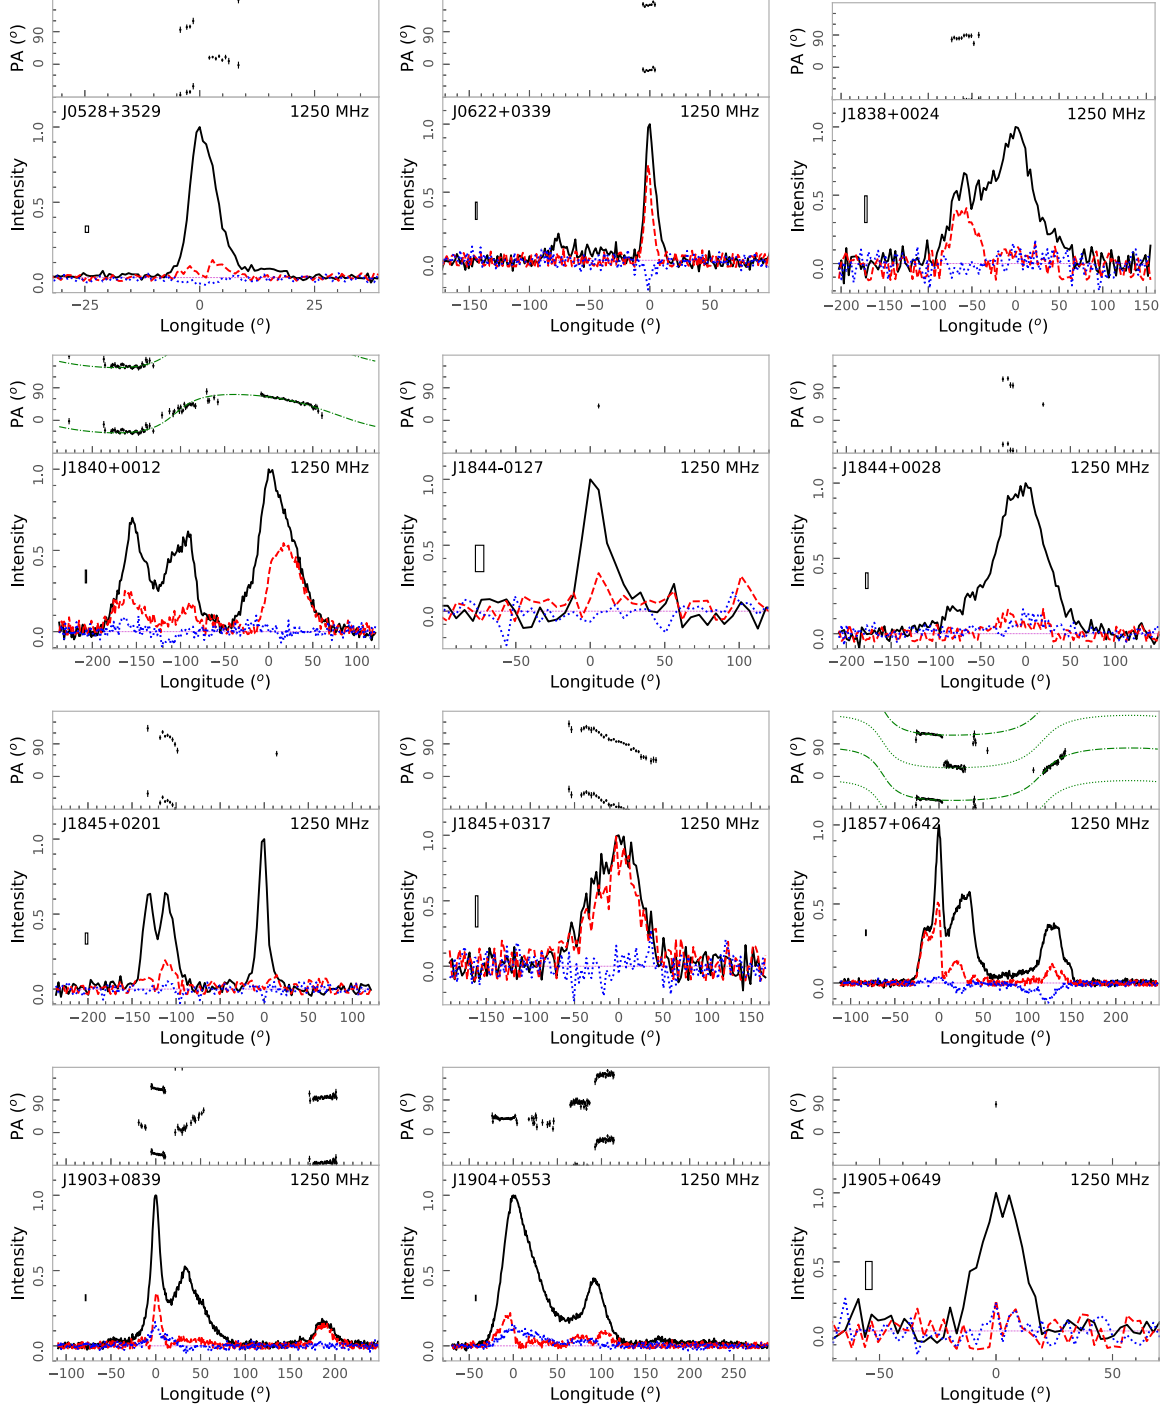 PA (°) 90 0
PA (°) 90 0
PA (°) 90 0
J0528+3529 1250 MHz
J0622+0339 1250 MHz
J1838+0024 1250 MHz
Intensity 1.0 0.5 0.0
Intensity 1.0 0.5 0.0
Intensity 1.0 0.5 0.0
−25 0 25
−150 −100 −50 0 50
−200 −150 −100 −50 0 50 100 150
Longitude (°)
Longitude (°)
Longitude (°)
PA (°) 90 0
PA (°) 90 0
PA (°) 90 0
J1840+0012 1250 MHz
J1844-0127 1250 MHz
J1844+0028 1250 MHz
Intensity 1.0 0.5 0.0
Intensity 1.0 0.5 0.0
Intensity 1.0 0.5 0.0
−200 −150 −100 −50 0 50 100
−50 0 50 100
−200 −150 −100 −50 0 50 100 150
Longitude (°)
Longitude (°)
Longitude (°)
PA (°) 90 0
PA (°) 90 0
PA (°) 90 0
J1845+0201 1250 MHz
J1845+0317 1250 MHz
J1857+0642 1250 MHz
Intensity 1.0 0.5 0.0
Intensity 1.0 0.5 0.0
Intensity 1.0 0.5 0.0
−200 −150 −100 −50 0 50 100
−150 −100 −50 0 50 100 150
−100 −50 0 50 100 150 200 250
Longitude (°)
Longitude (°)
Longitude (°)
PA (°) 90 0
PA (°) 90 0
PA (°) 90 0
J1903+0839 1250 MHz
J1904+0553 1250 MHz
J1905+0649 1250 MHz
Intensity 1.0 0.5 0.0
Intensity 1.0 0.5 0.0
Intensity 1.0 0.5 0.0
−100 −50 0 50 100 150 200
−50 0 50 100 150 200 250
−50 0 50
Longitude (°)
Longitude (°)
Longitude (°)